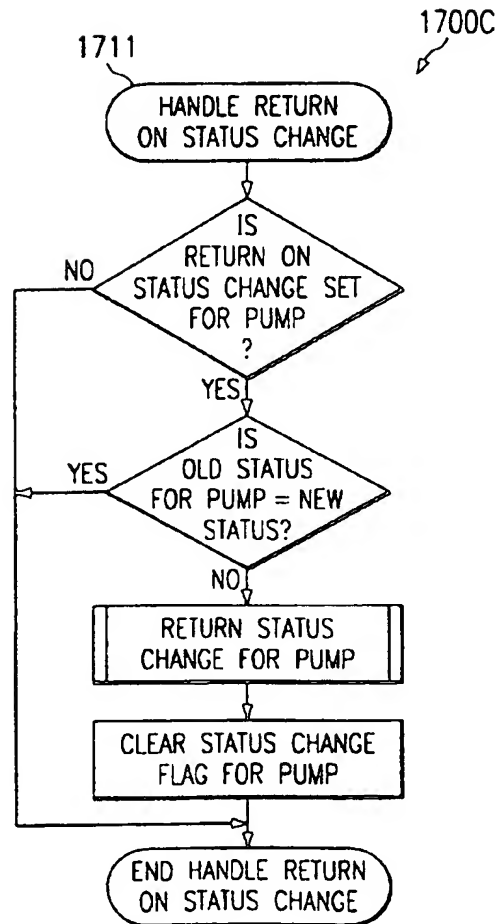 1700C
1711
HANDLE RETURN
ON STATUS CHANGE
IS
RETURN ON
STATUS CHANGE SET
FOR PUMP
?
NO
YES
IS
OLD STATUS
FOR PUMP = NEW
STATUS?
YES
NO
RETURN STATUS
CHANGE FOR PUMP
CLEAR STATUS CHANGE
FLAG FOR PUMP
END HANDLE RETURN
ON STATUS CHANGE